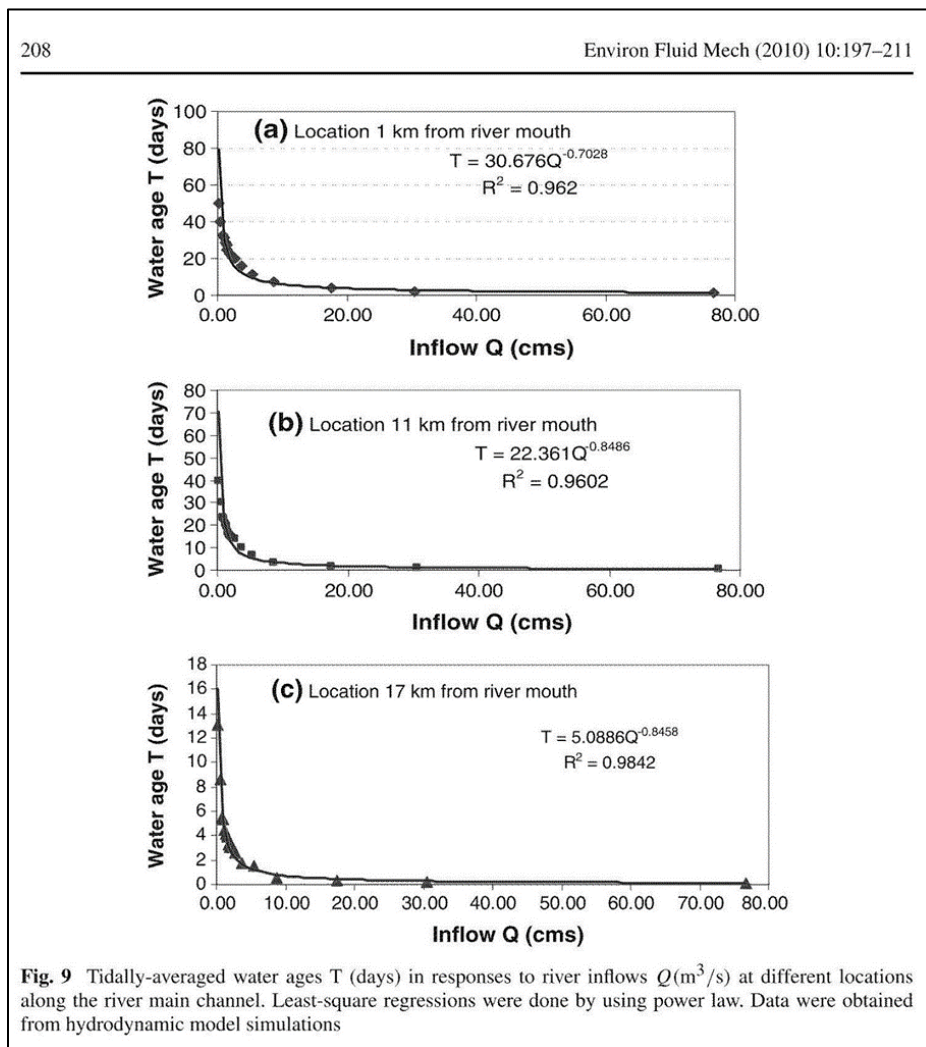 208 Environ Fluid Mech (2010) 10:197–211
100
80
60
40
20
0
Water age T (days)
(a) Location 1 km from river mouth
T = 30.676Q^-0.7028
R² = 0.962
0.00 20.00 40.00 60.00 80.00
Inflow Q (cms)
80
70
60
50
40
30
20
10
0
Water age T (days)
(b) Location 11 km from river mouth
T = 22.361Q^-0.8486
R² = 0.9602
0.00 20.00 40.00 60.00 80.00
Inflow Q (cms)
18
16
14
12
10
8
6
4
2
0
Water age T (days)
(c) Location 17 km from river mouth
T = 5.0886Q^-0.8458
R² = 0.9842
0.00 10.00 20.00 30.00 40.00 50.00 60.00 70.00 80.00
Inflow Q (cms)
Fig. 9 Tidally-averaged water ages T (days) in responses to river inflows Q(m³/s) at different locations
along the river main channel. Least-square regressions were done by using power law. Data were obtained
from hydrodynamic model simulations